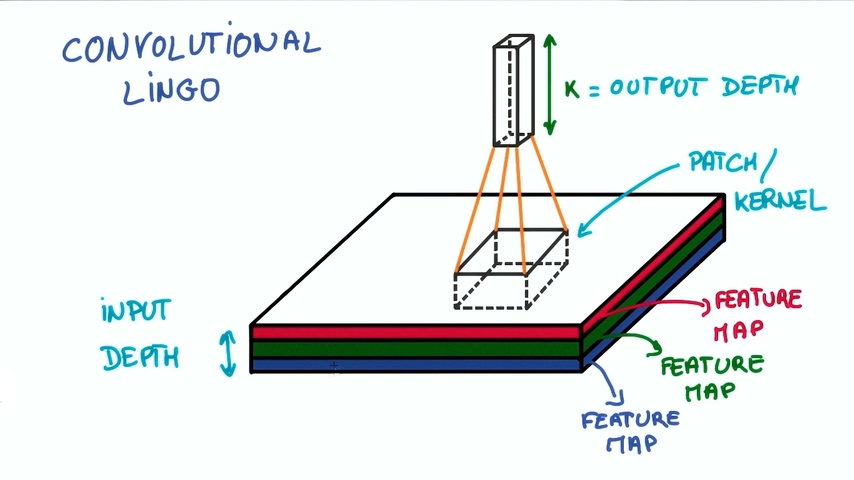 CONVOLUTIONAL
LiNGO
K = OUTPUT DEPTH
PATCH/
KERNEL
iNPUT
DEPTH
FEATURE
MAP
FEATURE
MAP
FEATURE
MAP